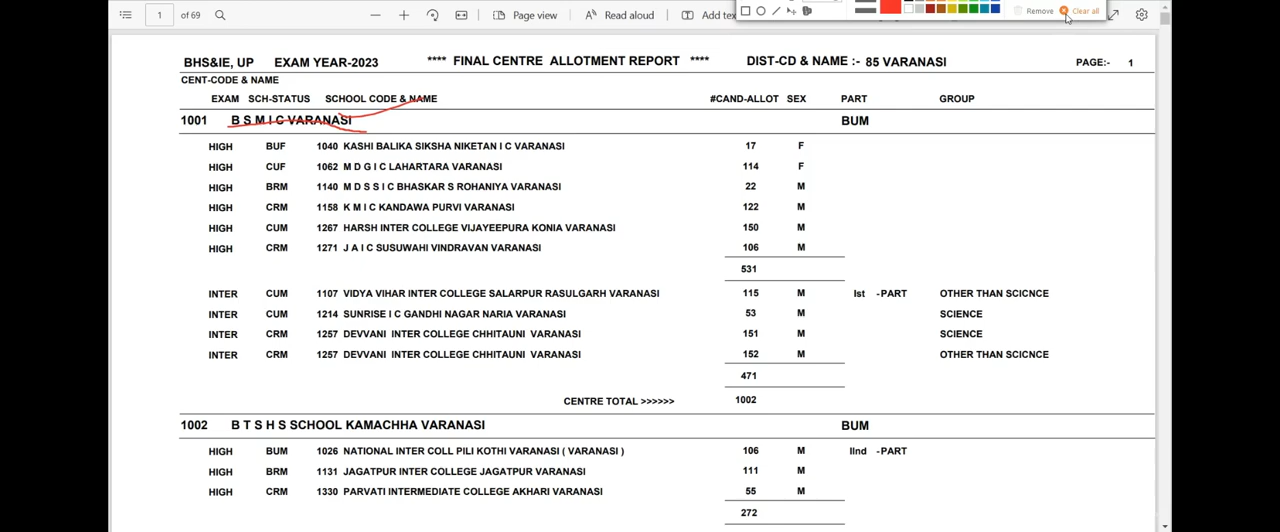 1 of 69 Page view Read aloud Add text Remove Clear all
BHS&IE, UP EXAM YEAR-2023 **** FINAL CENTRE ALLOTMENT REPORT **** DIST-CD & NAME :- 85 VARANASI PAGE:- 1
CENT-CODE & NAME
EXAM SCH-STATUS SCHOOL CODE & NAME #CAND-ALLOT SEX PART GROUP
1001 B S M I C VARANASI BUM
HIGH BUF 1040 KASHI BALIKA SIKSHA NIKETAN I C VARANASI 17 F
HIGH CUF 1062 M D G I C LAHARTARA VARANASI 114 F
HIGH BRM 1140 M D S S I C BHASKAR S ROHANIYA VARANASI 22 M
HIGH CRM 1158 K M I C KANDAWA PURVI VARANASI 122 M
HIGH CUM 1267 HARSH INTER COLLEGE VIJAYEEPURA KONIA VARANASI 150 M
HIGH CRM 1271 J A I C SUSUWAHI VINDRAVAN VARANASI 106 M
531
INTER CUM 1107 VIDYA VIHAR INTER COLLEGE SALARPUR RASULGARH VARANASI 115 M Ist -PART OTHER THAN SCICNCE
INTER CUM 1214 SUNRISE I C GANDHI NAGAR NARIA VARANASI 53 M SCIENCE
INTER CRM 1257 DEVVANI INTER COLLEGE CHHITAUNI VARANASI 151 M SCIENCE
INTER CRM 1257 DEVVANI INTER COLLEGE CHHITAUNI VARANASI 152 M OTHER THAN SCICNCE
471
CENTRE TOTAL >>>>>> 1002
1002 B T S H S SCHOOL KAMACHHA VARANASI BUM
HIGH BUM 1026 NATIONAL INTER COLL PILI KOTHI VARANASI ( VARANASI ) 106 M IInd -PART
HIGH BRM 1131 JAGATPUR INTER COLLEGE JAGATPUR VARANASI 111 M
HIGH CRM 1330 PARVATI INTERMEDIATE COLLEGE AKHARI VARANASI 55 M
272